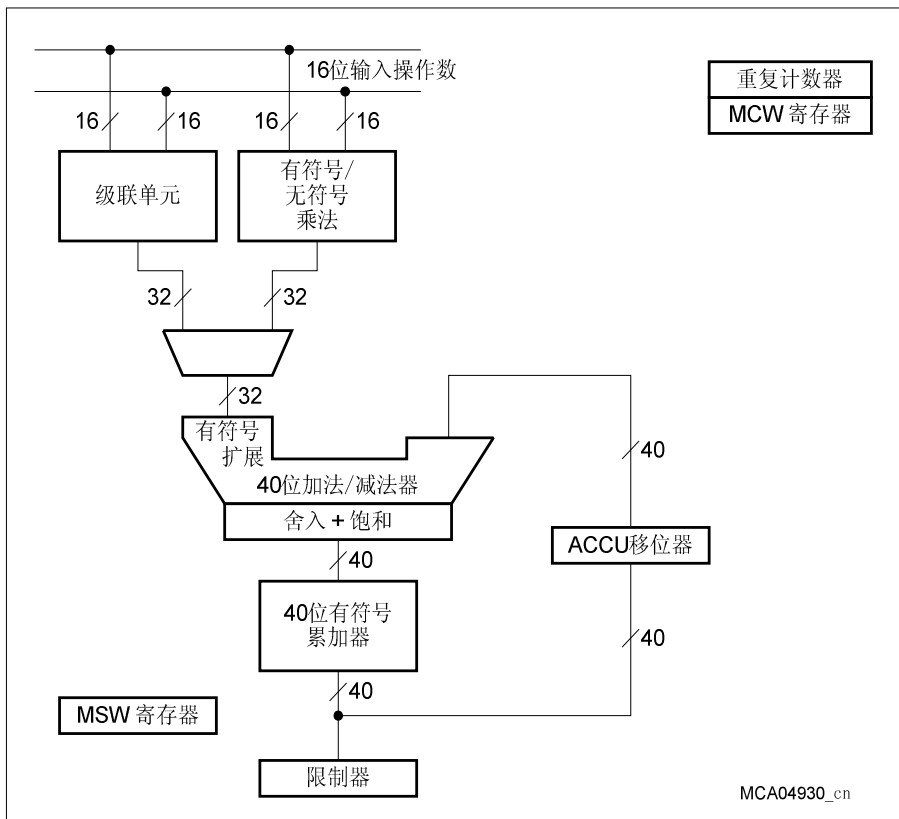 16位输入操作数
重复计数器
MCW 寄存器
16
16
16
16
级联单元
有符号/
无符号
乘法
32
32
32
有符号
扩展
40位加法/减法器
舍入 + 饱和
40
ACCU移位器
40
40位有符号
累加器
40
40
MSW 寄存器
限制器
MCA04930_cn